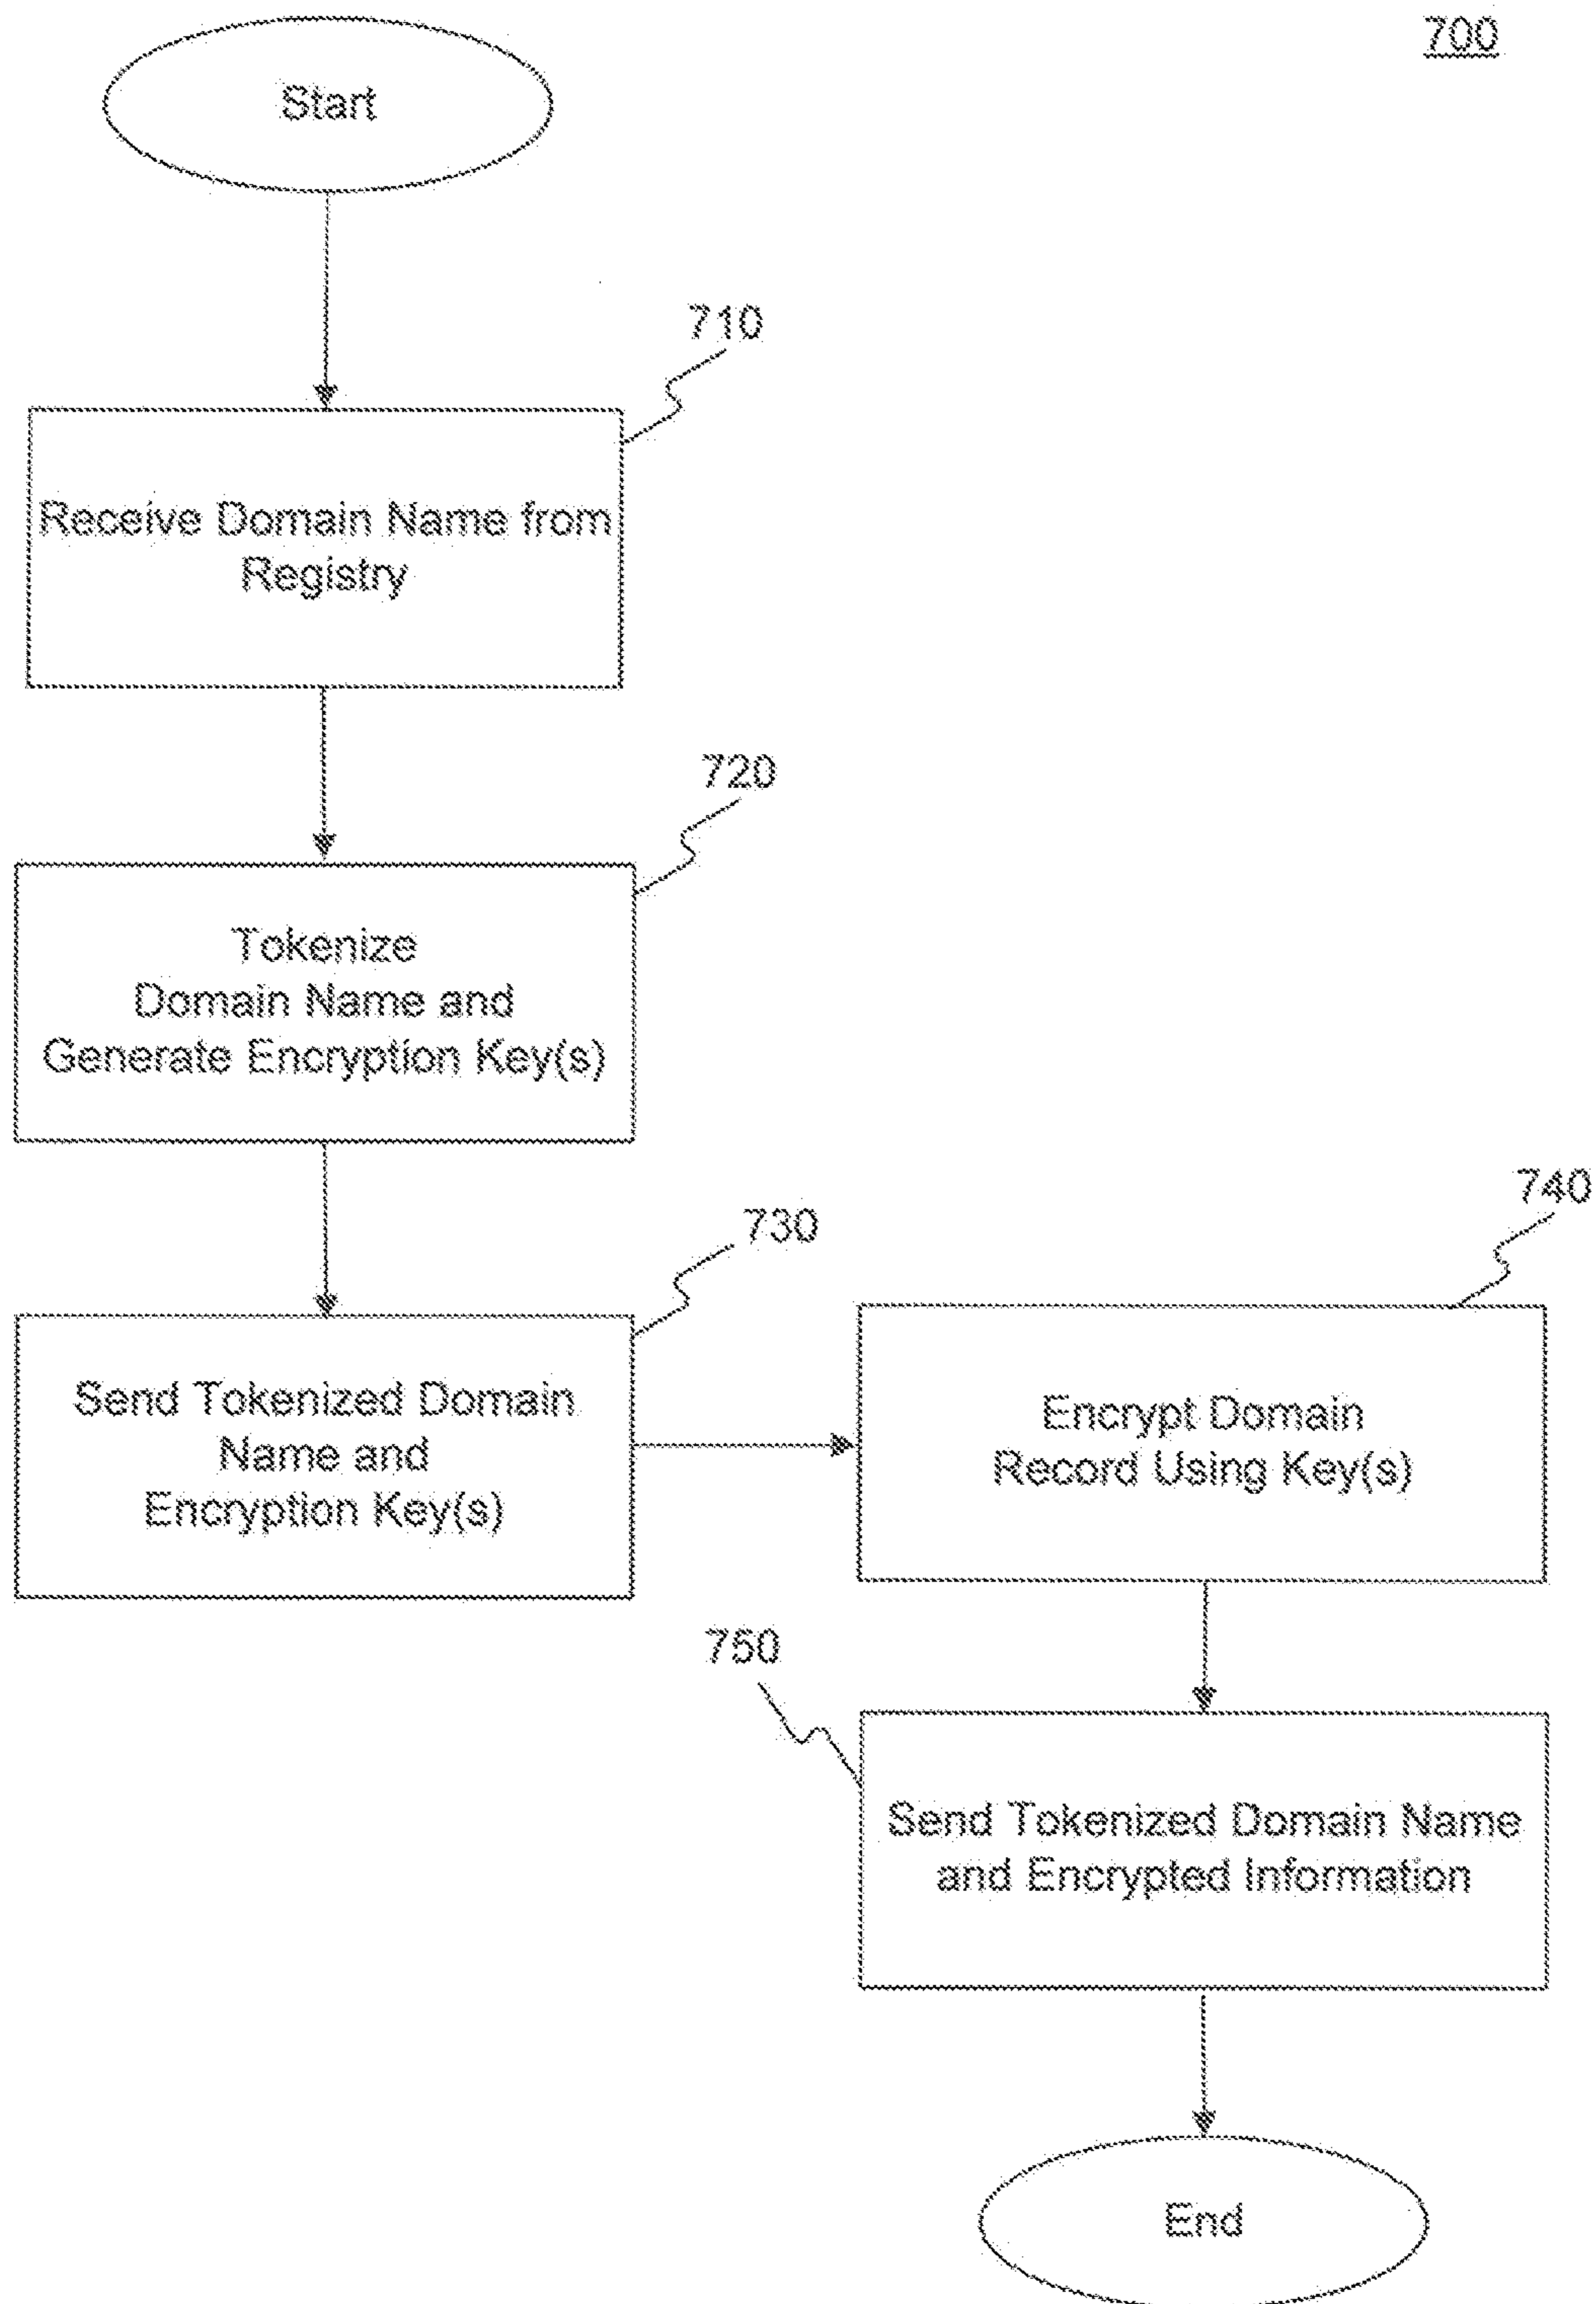 700
Start
710
Receive Domain Name from
Registry
720
Tokenize
Domain Name and
Generate Encryption Key(s)
730
Send Tokenized Domain
Name and
Encryption Key(s)
740
Encrypt Domain
Record Using Key(s)
750
Send Tokenized Domain Name
and Encrypted Information
End